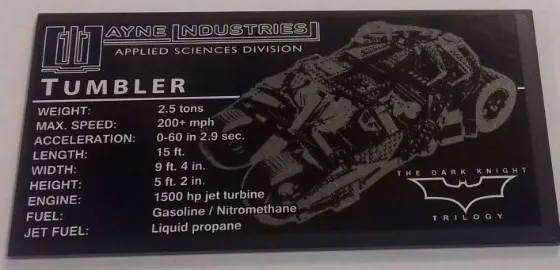 WAYNE INDUSTRIES
APPLIED SCIENCES DIVISION
TUMBLER
WEIGHT: 2.5 tons
MAX. SPEED: 200+ mph
ACCELERATION: 0-60 in 2.9 sec.
LENGTH: 15 ft.
WIDTH: 9 ft. 4 in.
HEIGHT: 5 ft. 2 in.
ENGINE: 1500 hp jet turbine
FUEL: Gasoline / Nitromethane
JET FUEL: Liquid propane
THE DARK KNIGHT
TRILOGY